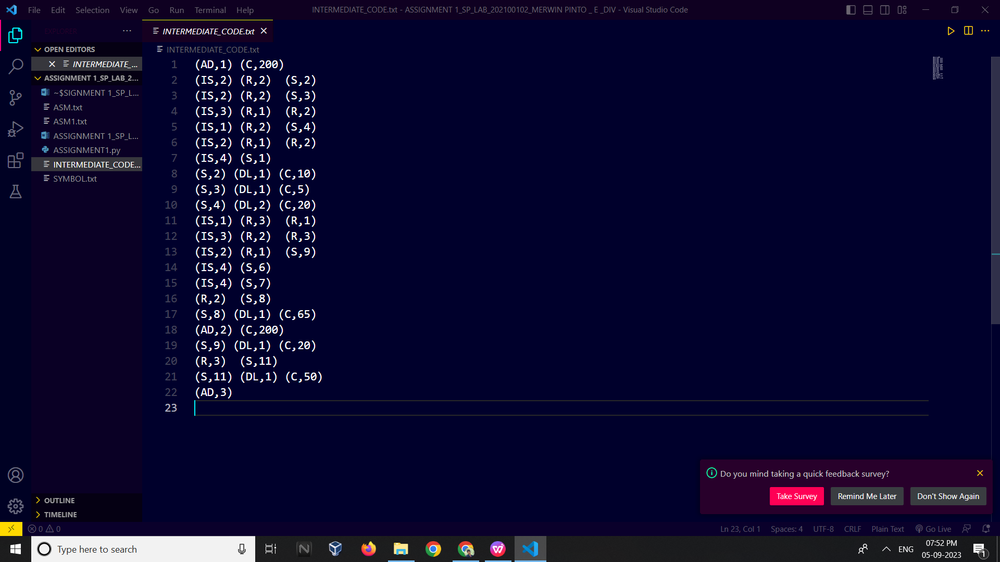 File Edit Selection View Go Run Terminal Help
INTERMEDIATE_CODE.txt - ASSIGNMENT 1_SP_LAB_202100102_MERWIN PINTO _ E _DIV - Visual Studio Code
EXPLORER
INTERMEDIATE_CODE.txt
OPEN EDITORS
INTERMEDIATE_...
ASSIGNMENT 1_SP_LAB_2...
~$SIGNMENT 1_SP_L...
ASM.txt
ASM1.txt
ASSIGNMENT 1_SP_L...
ASSIGNMENT1.py
INTERMEDIATE_CODE...
SYMBOL.txt
OUTLINE
TIMELINE
INTERMEDIATE_CODE.txt
1 (AD,1) (C,200)
2 (IS,2) (R,2)  (S,2)
3 (IS,2) (R,2)  (S,3)
4 (IS,3) (R,1)  (R,2)
5 (IS,1) (R,2)  (S,4)
6 (IS,2) (R,1)  (R,2)
7 (IS,4) (S,1)
8 (S,2) (DL,1) (C,10)
9 (S,3) (DL,1) (C,5)
10 (S,4) (DL,2) (C,20)
11 (IS,1) (R,3)  (R,1)
12 (IS,3) (R,2)  (R,3)
13 (IS,2) (R,1)  (S,9)
14 (IS,4) (S,6)
15 (IS,4) (S,7)
16 (R,2)  (S,8)
17 (S,8) (DL,1) (C,65)
18 (AD,2) (C,200)
19 (S,9) (DL,1) (C,20)
20 (R,3)  (S,11)
21 (S,11) (DL,1) (C,50)
22 (AD,3)
23
Do you mind taking a quick feedback survey?
Take Survey Remind Me Later Don't Show Again
0 0 Ln 23, Col 1 Spaces: 4 UTF-8 CRLF Plain Text Go Live
Type here to search
ENG
07:52 PM
05-09-2023
1